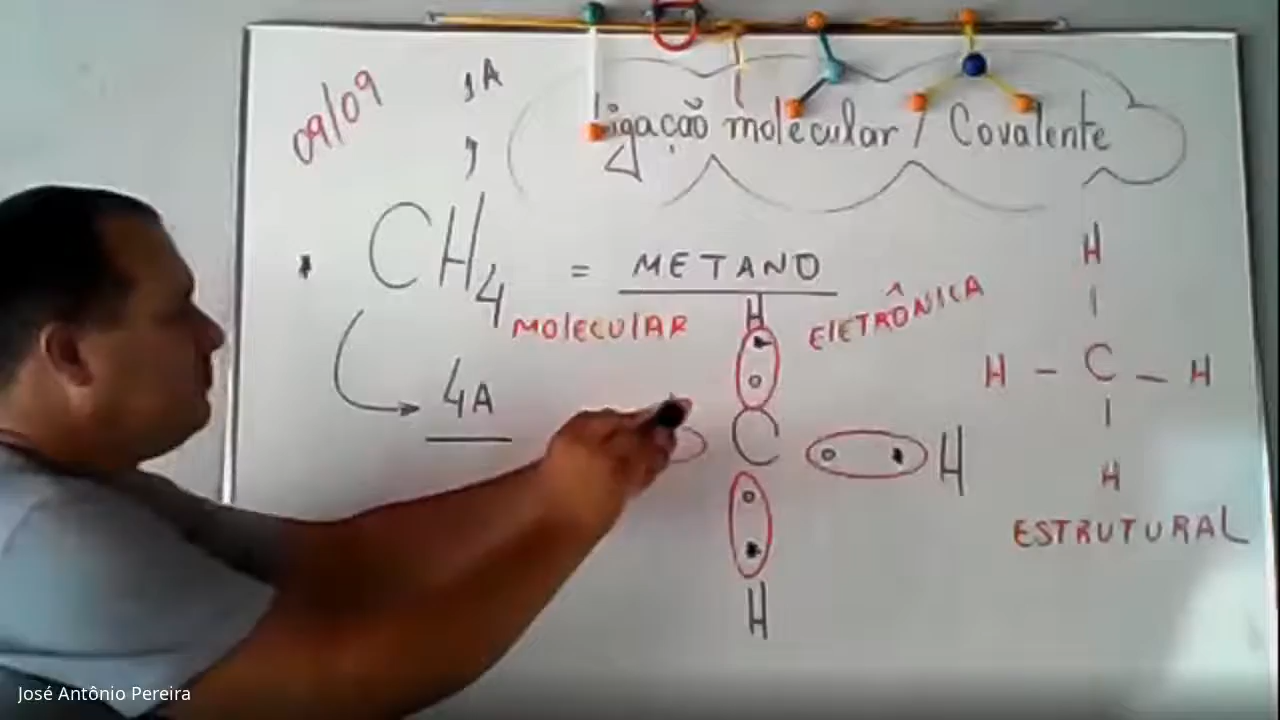 09/09
1A
Ligação molecular / Covalente
CH4 = METANO
MOLECULAR
ELETRÔNICA
4A
H
C H
H
H
H - C - H
H
ESTRUTURAL
José Antônio Pereira